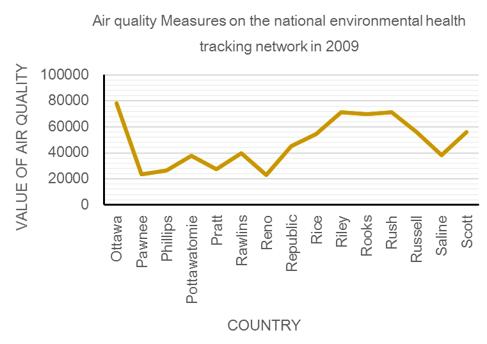 Air quality Measures on the national environmental health
tracking network in 2009
VALUE OF AIR QUALITY
100000
80000
60000
40000
20000
0
Ottawa
Pawnee
Phillips
Pottawatomie
Pratt
Rawlins
Reno
Republic
Rice
Riley
Rooks
Rush
Russell
Saline
Scott
COUNTRY